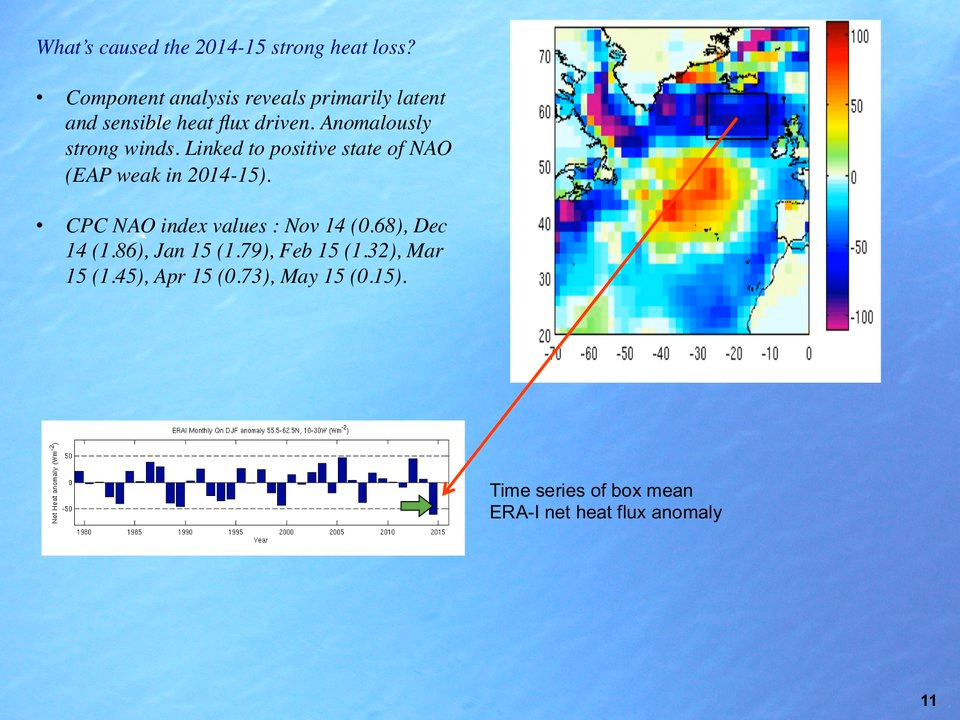 What's caused the 2014-15 strong heat loss?
• Component analysis reveals primarily latent
and sensible heat flux driven. Anomalously
strong winds. Linked to positive state of NAO
(EAP weak in 2014-15).
• CPC NAO index values : Nov 14 (0.68), Dec
14 (1.86), Jan 15 (1.79), Feb 15 (1.32), Mar
15 (1.45), Apr 15 (0.73), May 15 (0.15).
70
60
50
40
30
20
-70 -60 -50 -40 -30 -20 -10 0
100
50
0
-50
-100
ERAI Monthly Qn DJF anomaly 55.5-62.5N, 10-30W (Wm-2)
Net Heat anomaly (Wm-2)
50
0
-50
1980 1985 1990 1995 2000 2005 2010 2015
Year
Time series of box mean
ERA-I net heat flux anomaly
11